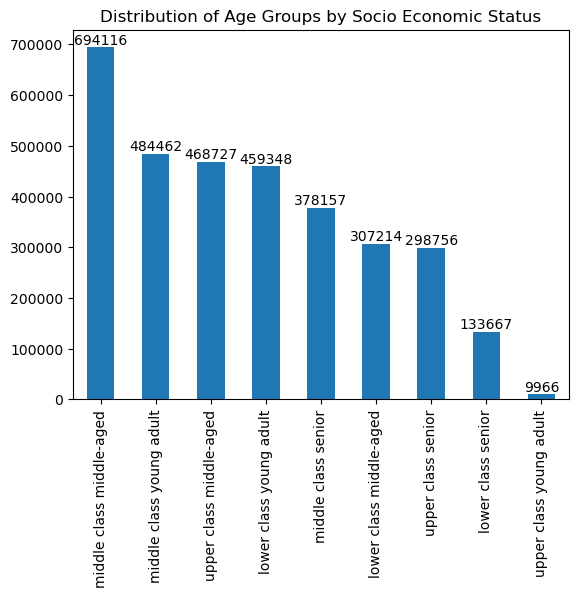 Distribution of Age Groups by Socio Economic Status
700000
600000
500000
400000
300000
200000
100000
0
694116
484462
468727
459348
378157
307214
298756
133667
9966
middle class middle-aged
middle class young adult
upper class middle-aged
lower class young adult
middle class senior
lower class middle-aged
upper class senior
lower class senior
upper class young adult